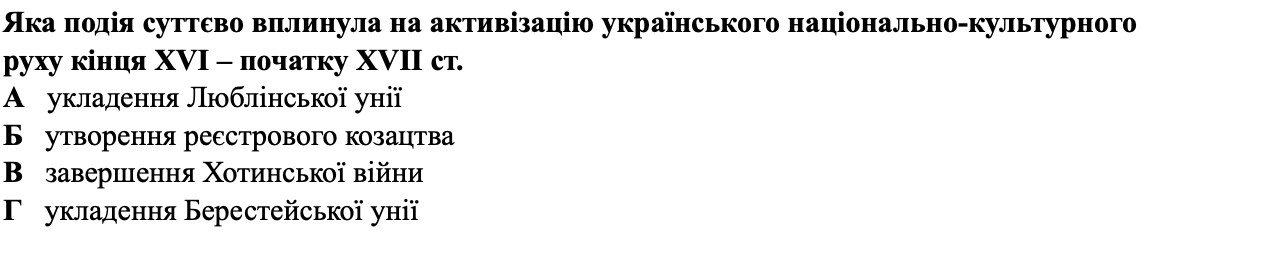 Яка подія суттєво вплинула на активізацію українського національно-культурного
руху кінця XVI – початку XVII ст.
А укладення Люблінської унії
Б утворення реєстрового козацтва
В завершення Хотинської війни
Г укладення Берестейської унії